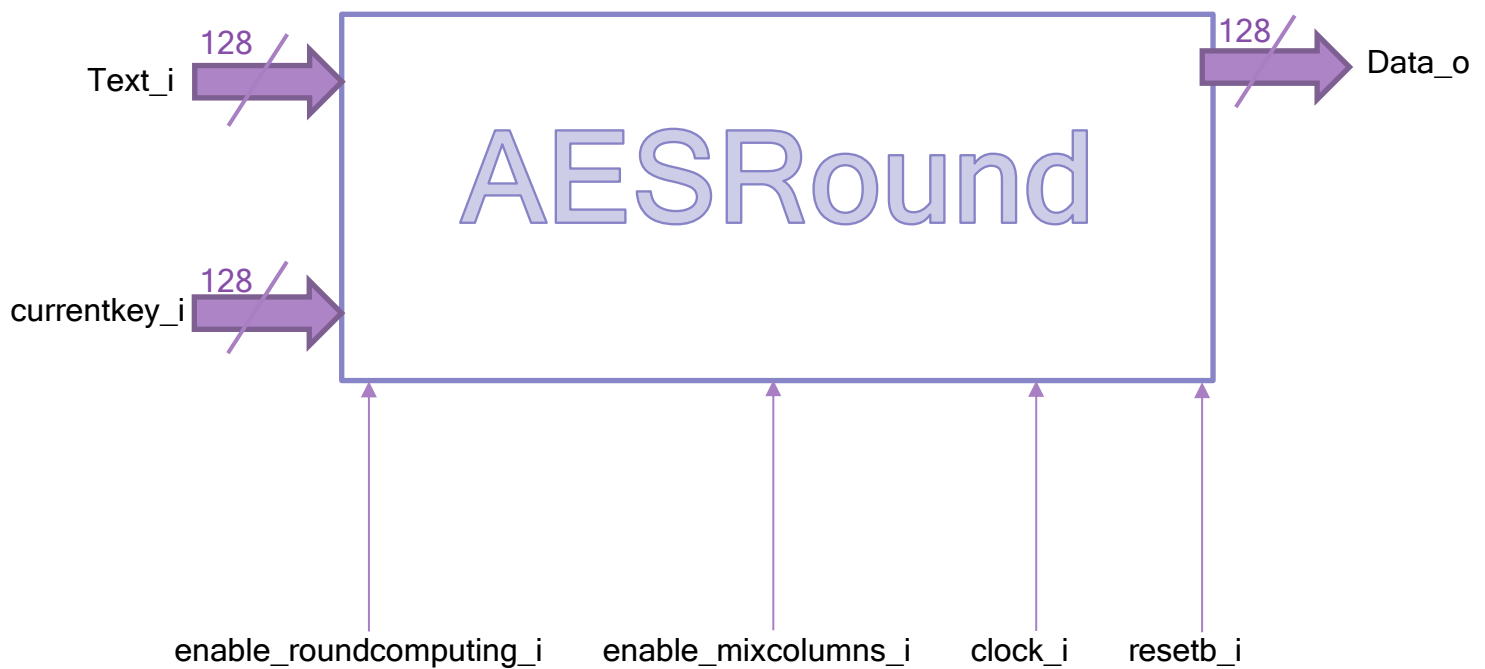 128
128
Text_i
Data_o
AESRound
128
currentkey_i
enable_roundcomputing_i
enable_mixcolumns_i
clock_i
resetb_i